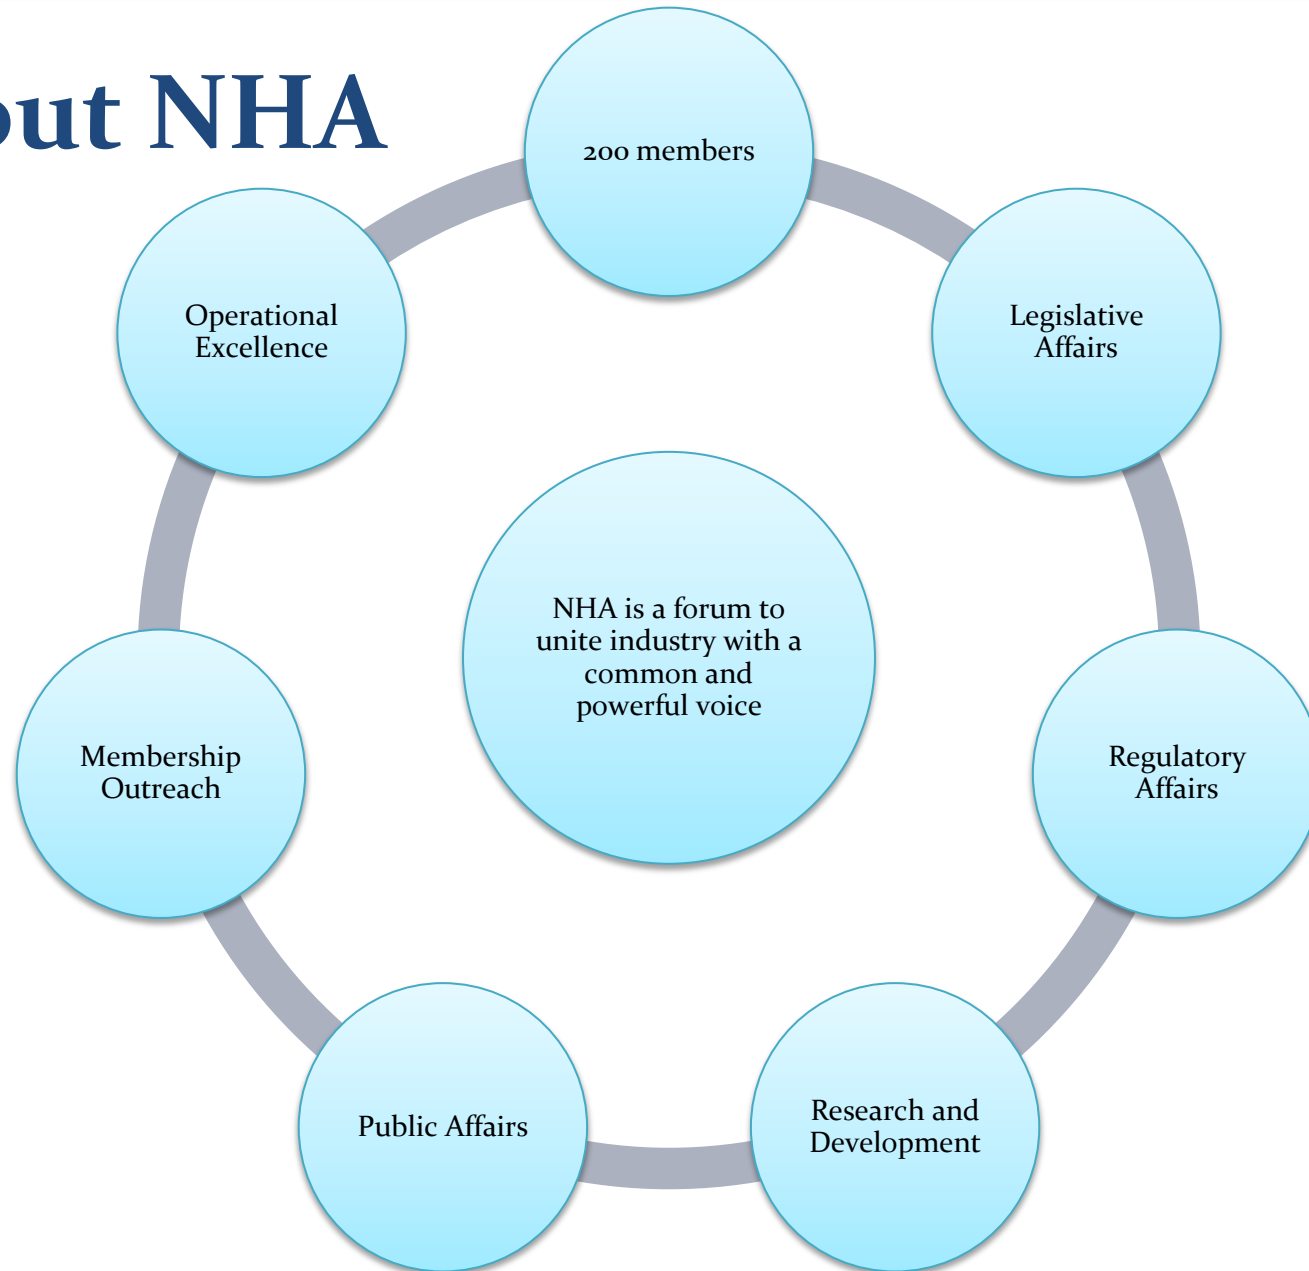 out NHA
200 members
Legislative
Affairs
Regulatory
Affairs
Research and
Development
Public Affairs
Membership
Outreach
Operational
Excellence
NHA is a forum to
unite industry with a
common and
powerful voice